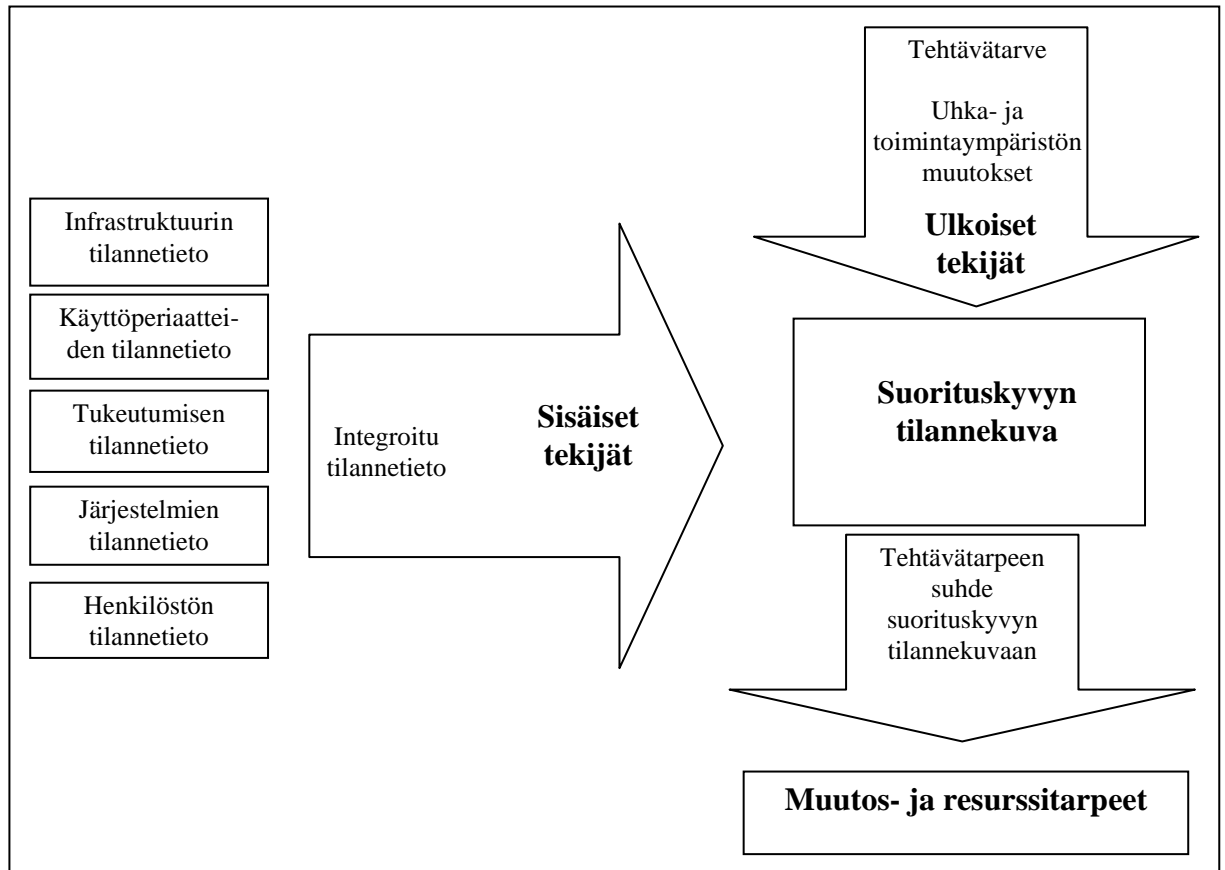 Infrastruktuurin
tilannetieto
Käyttöperiaattei-
den tilannetieto
Tukeutumisen
tilannetieto
Järjestelmien
tilannetieto
Henkilöstön
tilannetieto
Integroitu
tilannetieto
Sisäiset
tekijät
Tehtävätarve
Uhka- ja
toimintaympäristön
muutokset
Ulkoiset
tekijät
Suorituskyvyn
tilannekuva
Tehtävätarpeen
suhde
suorituskyvyn
tilannekuvaan
Muutos- ja resurssitarpeet